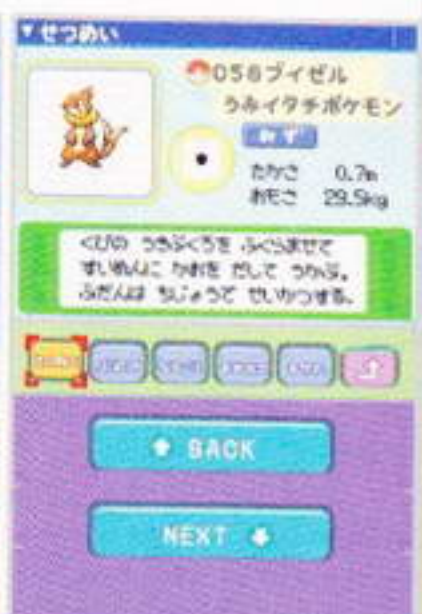 せつめい
056ブイゼル
うみイタチポケモン
みず
たかさ 0.7m
おもさ 29.5kg
くびの うきぶくろを ふくらませて
すいめんに かおを だして うかぶ。
ふだんは ちじょうで せいかつする。
BACK
NEXT